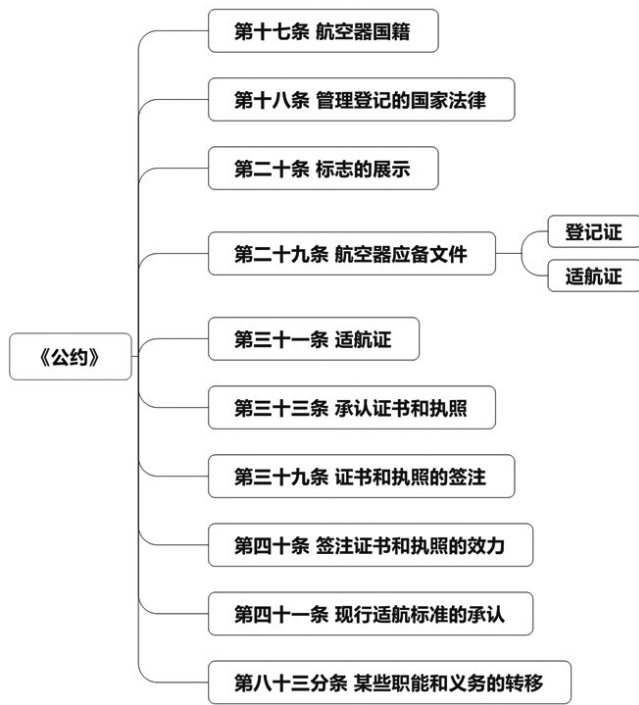 第十七条 航空器国籍
第十八条 管理登记的国家法律
第二十条 标志的展示
第二十九条 航空器应备文件
登记证
适航证
《公约》
第三十一条 适航证
第三十三条 承认证书和执照
第三十九条 证书和执照的签注
第四十条 签注证书和执照的效力
第四十一条 现行适航标准的承认
第八十三分条 某些职能和义务的转移